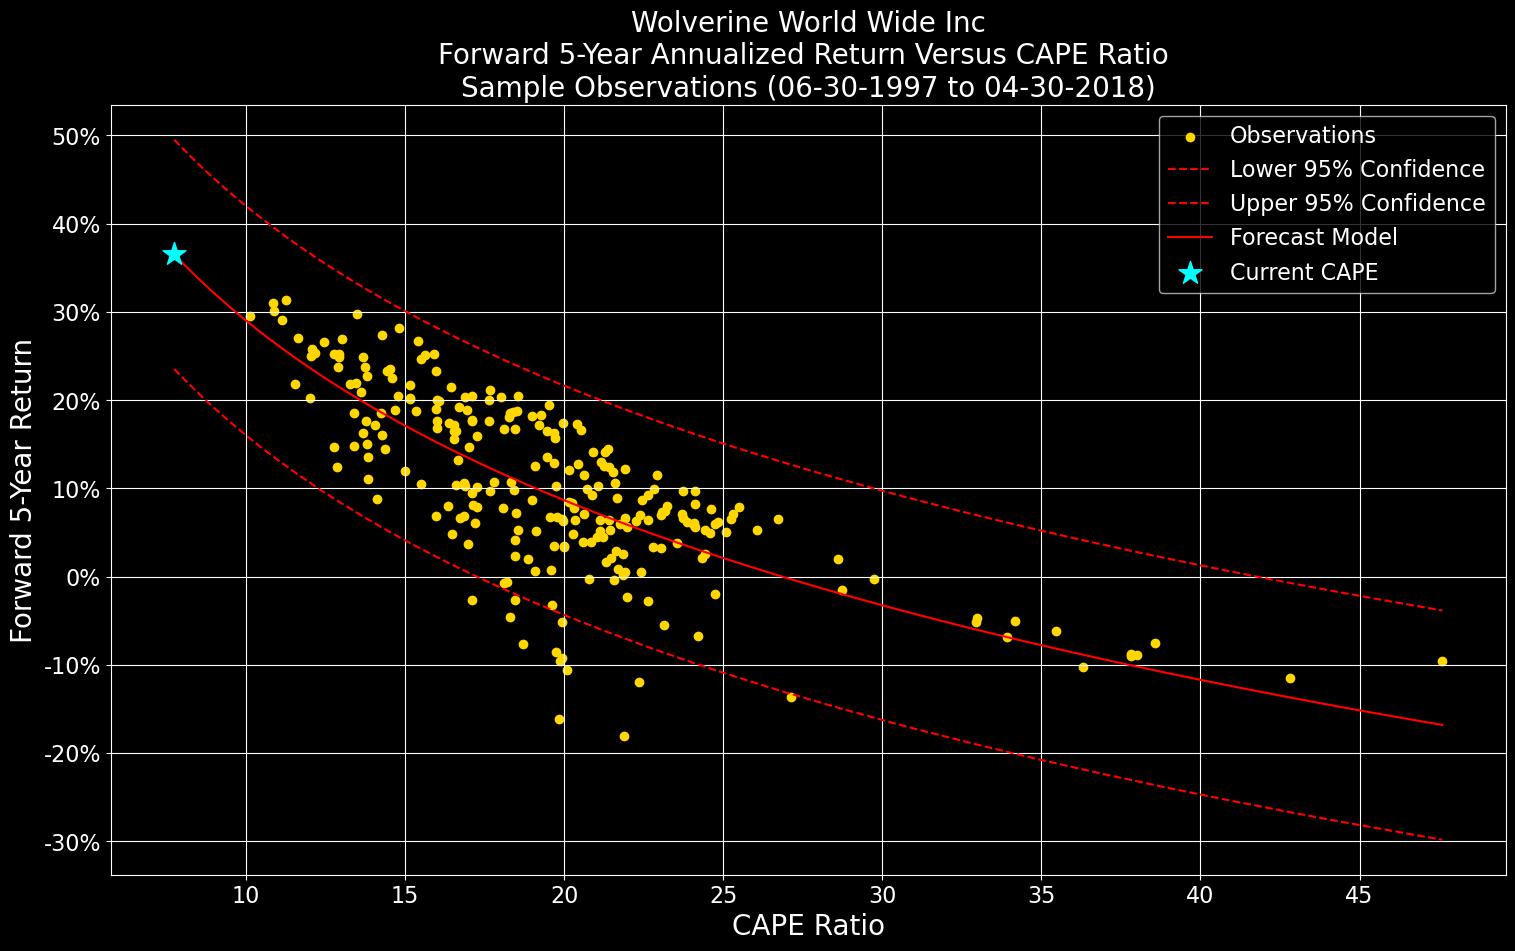 Wolverine World Wide Inc
Forward 5-Year Annualized Return Versus CAPE Ratio
Sample Observations (06-30-1997 to 04-30-2018)
Observations
Lower 95% Confidence
Upper 95% Confidence
Forecast Model
Current CAPE
Forward 5-Year Return
50%
40%
30%
20%
10%
0%
-10%
-20%
-30%
10 15 20 25 30 35 40 45
CAPE Ratio